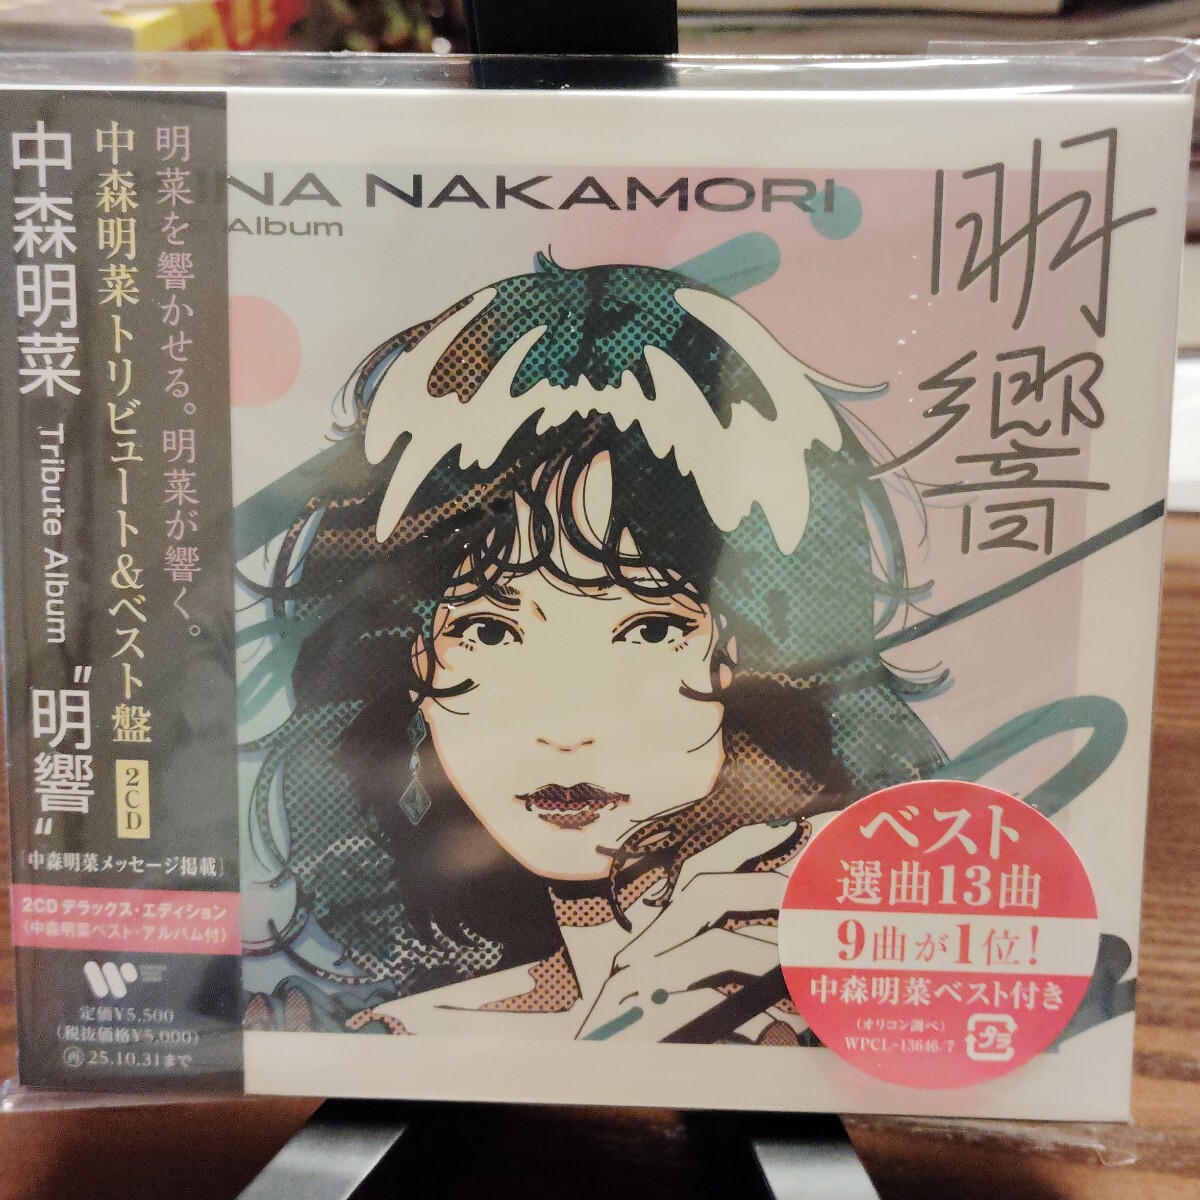 明菜を響かせる。明菜が響く。
中森明菜トリビュート&ベスト盤
2CD
中森明菜 Tribute Album "明響"
[中森明菜メッセージ掲載]
2CD デラックス・エディション
(中森明菜ベスト・アルバム付)
定価¥5,500
(税抜価格¥5,000)
再 25.10.31まで
INA NAKAMORI
Album
明響
ベスト
選曲13曲
9曲が1位!
中森明菜ベスト付き
(オリコン調べ)
WPCL-13646/7
プラ